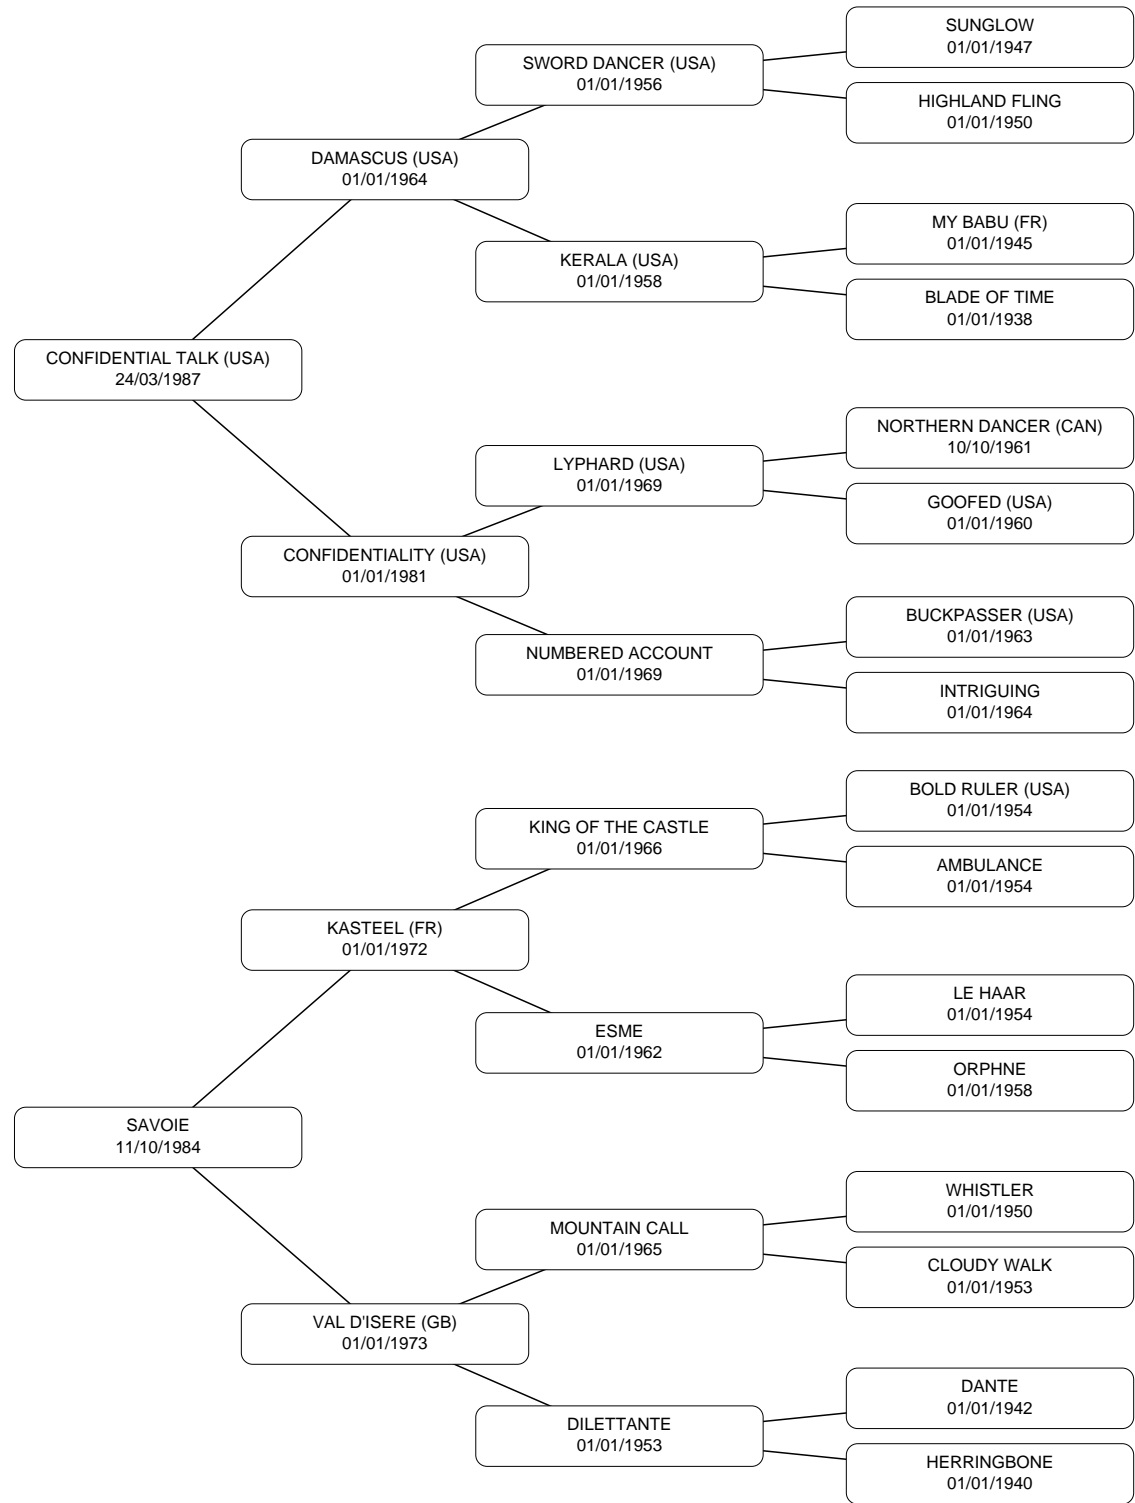 SUNGLOW
01/01/1947
SWORD DANCER (USA)
01/01/1956
HIGHLAND FLING
01/01/1950
DAMASCUS (USA)
01/01/1964
MY BABU (FR)
01/01/1945
KERALA (USA)
01/01/1958
BLADE OF TIME
01/01/1938
CONFIDENTIAL TALK (USA)
24/03/1987
NORTHERN DANCER (CAN)
10/10/1961
LYPHARD (USA)
01/01/1969
GOOFED (USA)
01/01/1960
CONFIDENTIALITY (USA)
01/01/1981
BUCKPASSER (USA)
01/01/1963
NUMBERED ACCOUNT
01/01/1969
INTRIGUING
01/01/1964
BOLD RULER (USA)
01/01/1954
KING OF THE CASTLE
01/01/1966
AMBULANCE
01/01/1954
KASTEEL (FR)
01/01/1972
LE HAAR
01/01/1954
ESME
01/01/1962
ORPHNE
01/01/1958
SAVOIE
11/10/1984
WHISTLER
01/01/1950
MOUNTAIN CALL
01/01/1965
CLOUDY WALK
01/01/1953
VAL D'ISERE (GB)
01/01/1973
DANTE
01/01/1942
DILETTANTE
01/01/1953
HERRINGBONE
01/01/1940